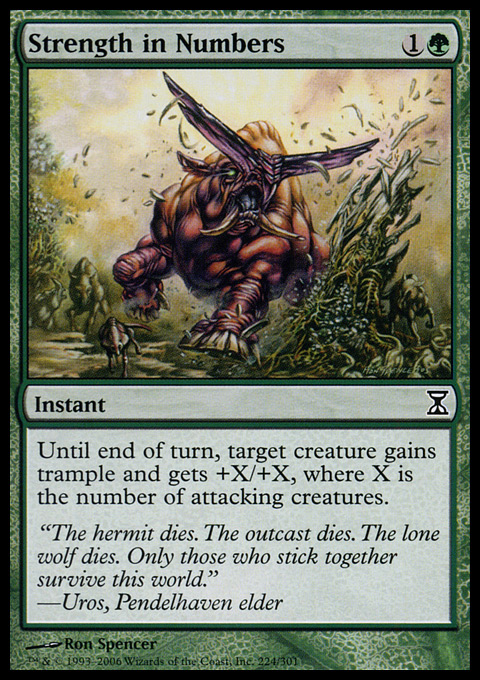 Strength in Numbers
1
Instant
Until end of turn, target creature gains
trample and gets +X/+X, where X is
the number of attacking creatures.
“The hermit dies. The outcast dies. The lone
wolf dies. Only those who stick together
survive this world.”
—Uros, Pendelhaven elder
Ron Spencer
™ & © 1993–2006 Wizards of the Coast, Inc. 224/301